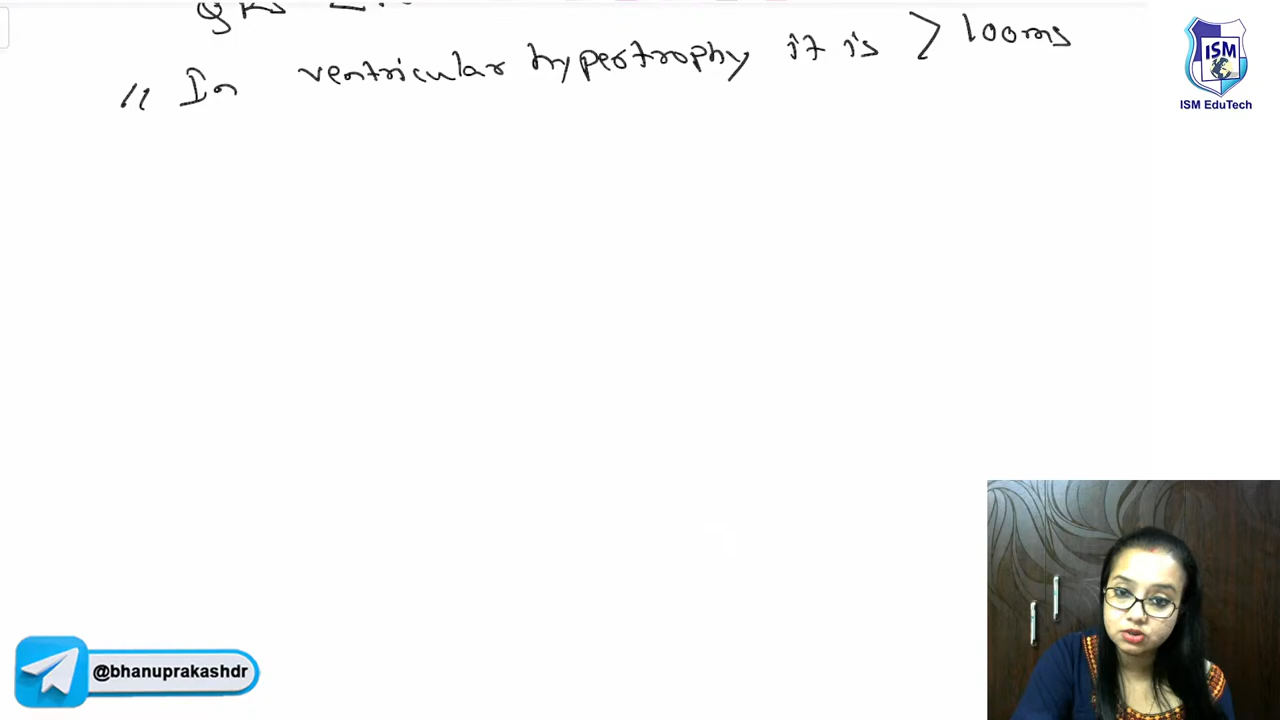 QRS
// In ventricular hypertrophy it is > 100ms
ISM
ISM EduTech
@bhanuprakashdr